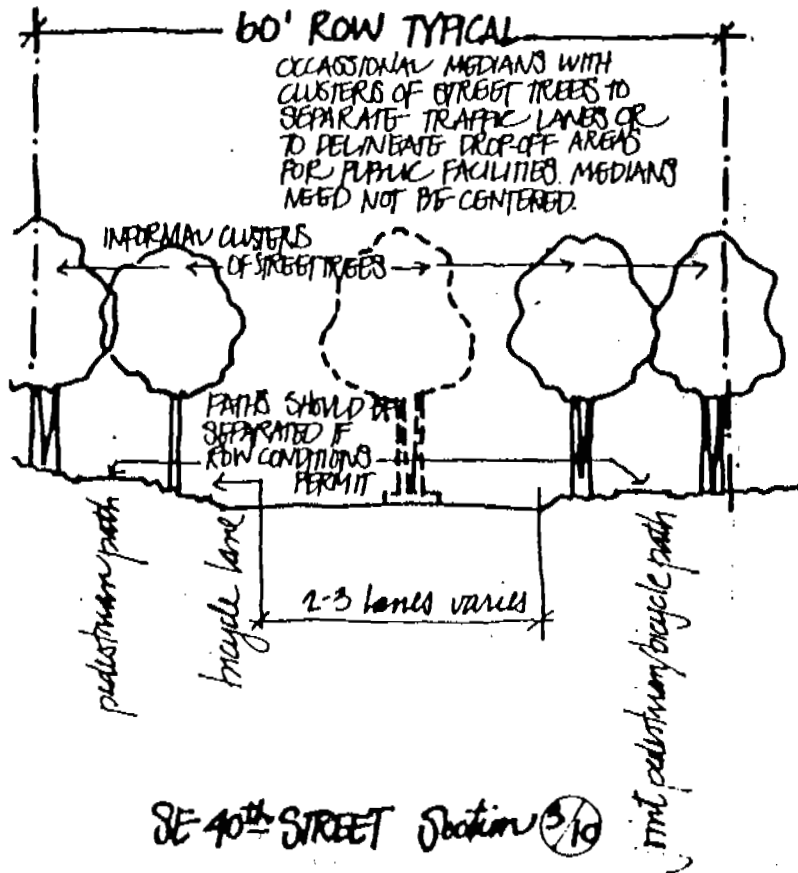 60' ROW TYPICAL
OCCASSIONAL MEDIANS WITH
CLUSTERS OF STREET TREES TO
SEPARATE TRAFFIC LANES OR
TO DELINEATE DROP-OFF AREAS
FOR PUBLIC FACILITIES. MEDIANS
NEED NOT BE CENTERED.
INFORMAL CLUSTERS
OF STREET TREES
PATHS SHOULD BE
SEPARATED IF
ROW CONDITIONS
PERMIT
pedestrian path
bicycle lane
2-3 lanes varies
joint pedestrian/bicycle path
SE 40th STREET Section 3/10